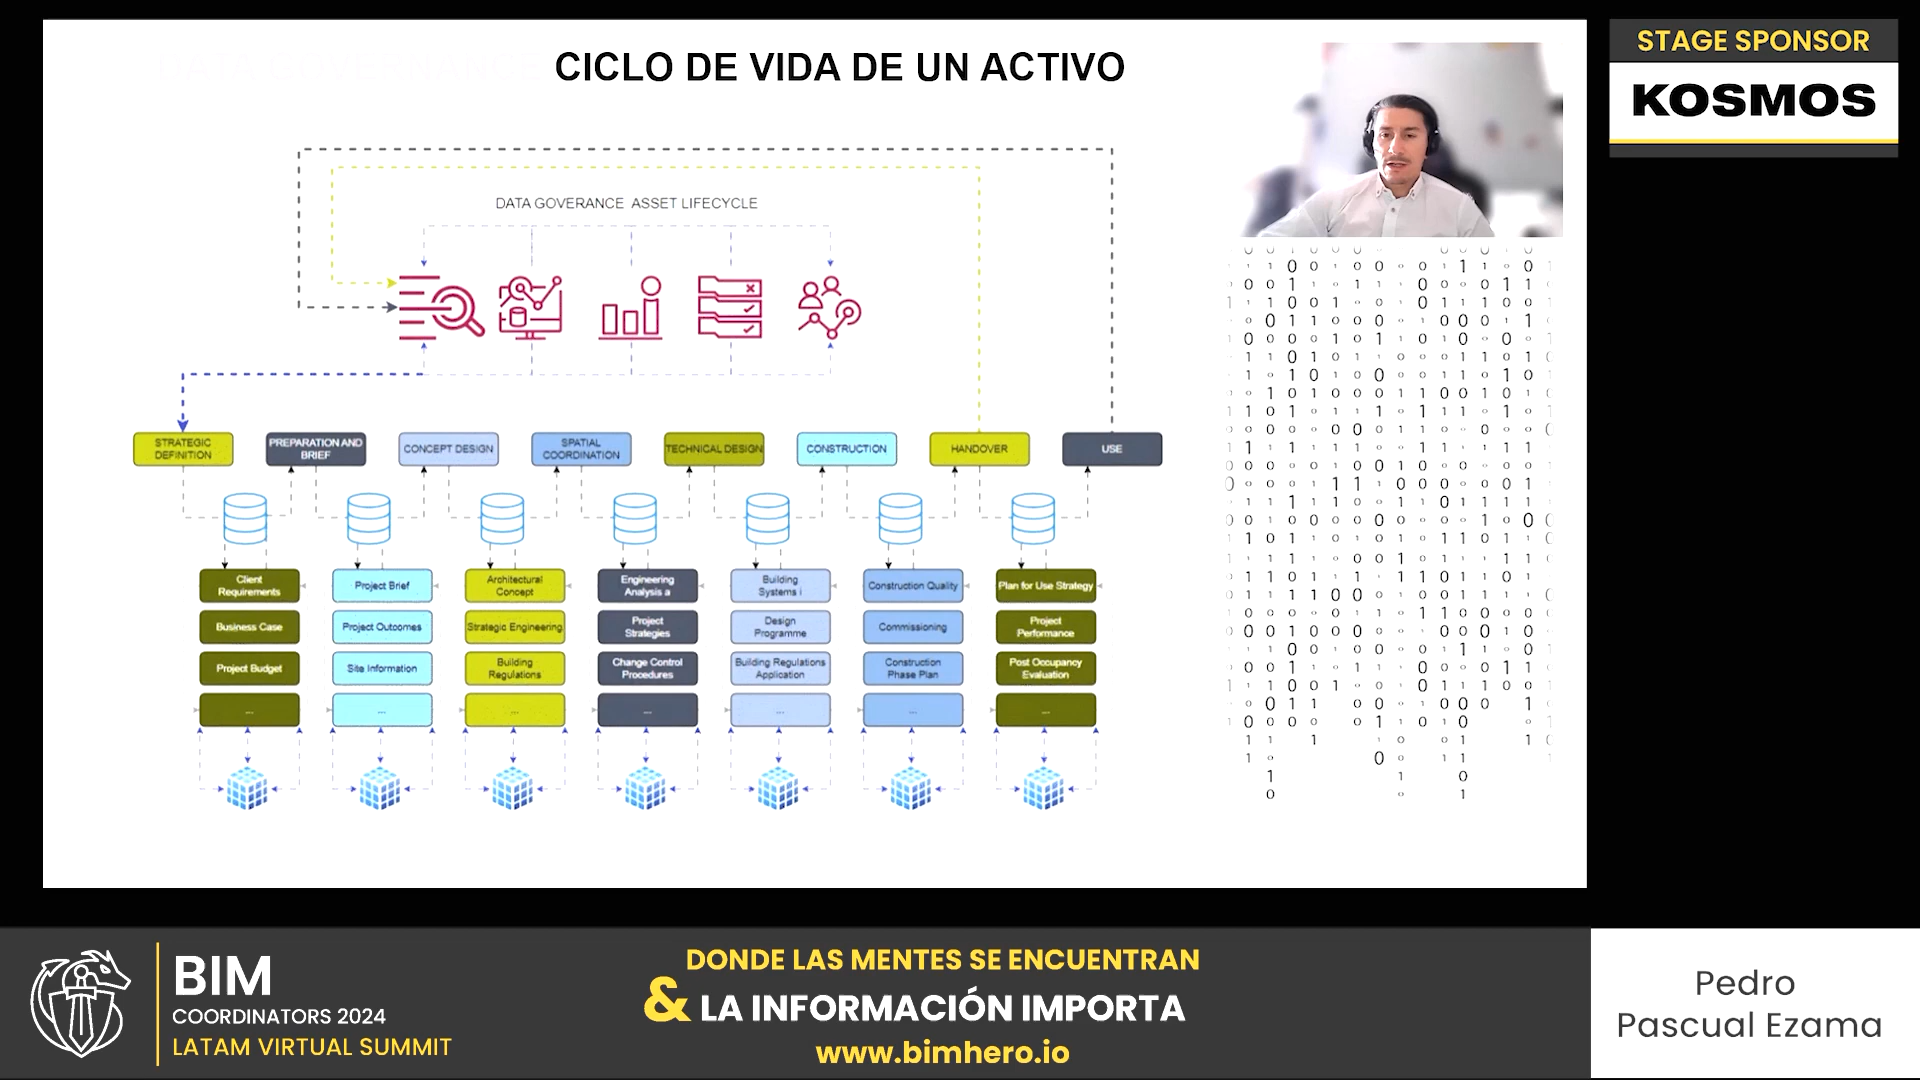 CICLO DE VIDA DE UN ACTIVO
STAGE SPONSOR
KOSMOS
DATA GOVERANCE ASSET LIFECYCLE
STRATEGIC
DEFINITION
PREPARATION AND
BRIEF
CONCEPT DESIGN
SPATIAL
COORDINATION
TECHNICAL DESIGN
CONSTRUCTION
HANDOVER
USE
Client
Requirements
Project Brief
Architectural
Concept
Engineering
Analysis a
Building
Systems i
Construction Quality
Plan for Use Strategy
Business Case
Project Outcomes
Strategic Engineering
Project
Strategies
Design
Programme
Commissioning
Project
Performance
Project Budget
Site Information
Building
Regulations
Change Control
Procedures
Building Regulations
Application
Construction
Phase Plan
Post Occupancy
Evaluation
...
...
...
...
...
...
...
BIM
COORDINATORS 2024
LATAM VIRTUAL SUMMIT
DONDE LAS MENTES SE ENCUENTRAN
& LA INFORMACIÓN IMPORTA
www.bimhero.io
Pedro
Pascual Ezama